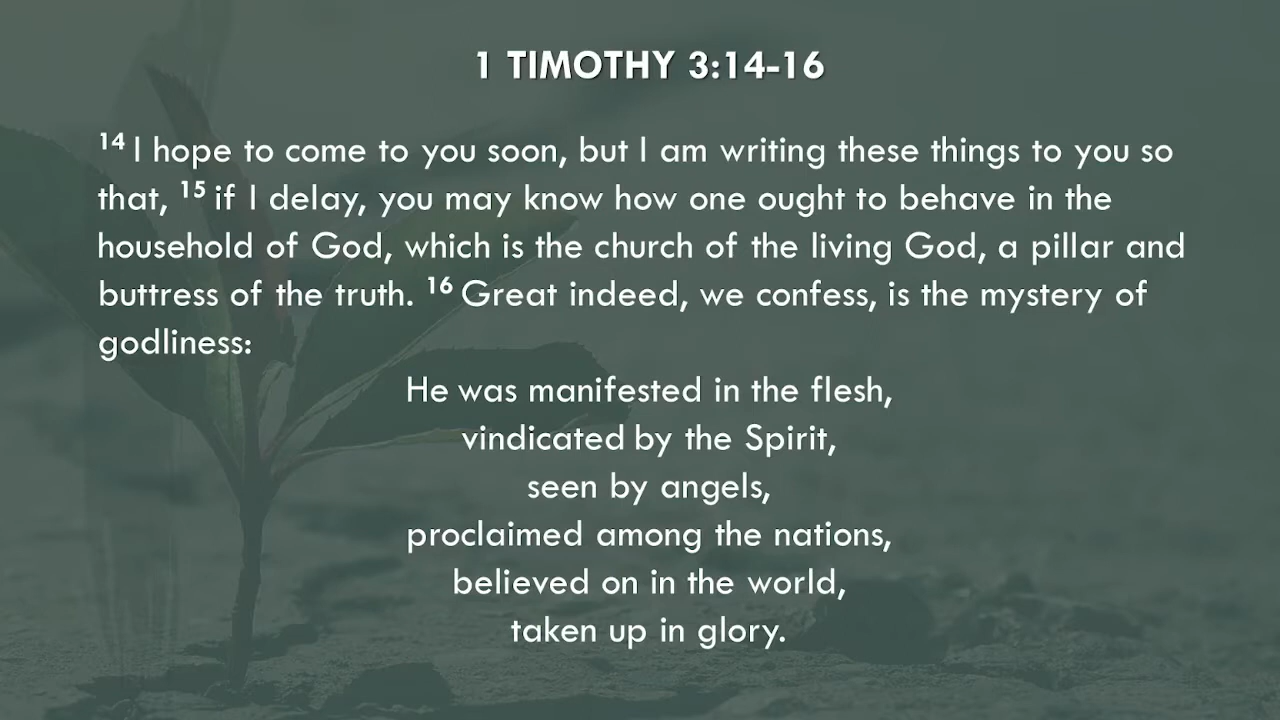 1 TIMOTHY 3:14-16
14 I hope to come to you soon, but I am writing these things to you so
that, 15 if I delay, you may know how one ought to behave in the
household of God, which is the church of the living God, a pillar and
buttress of the truth. 16 Great indeed, we confess, is the mystery of
godliness:
He was manifested in the flesh,
vindicated by the Spirit,
seen by angels,
proclaimed among the nations,
believed on in the world,
taken up in glory.